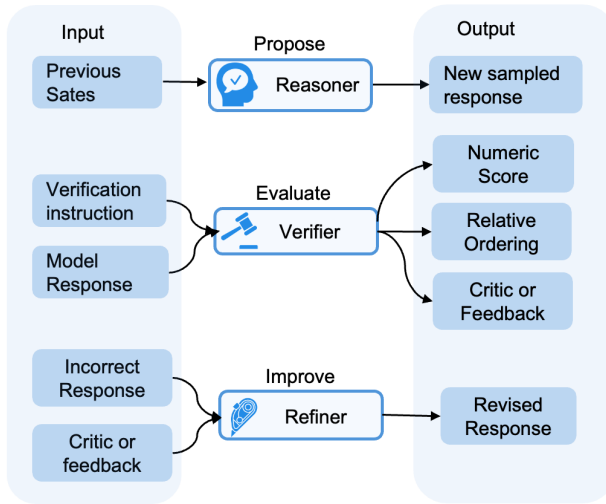 Input
Output
Propose
Previous
Sates
Reasoner
New sampled
response
Evaluate
Verification
instruction
Model
Response
Verifier
Numeric
Score
Relative
Ordering
Critic or
Feedback
Improve
Incorrect
Response
Critic or
feedback
Refiner
Revised
Response